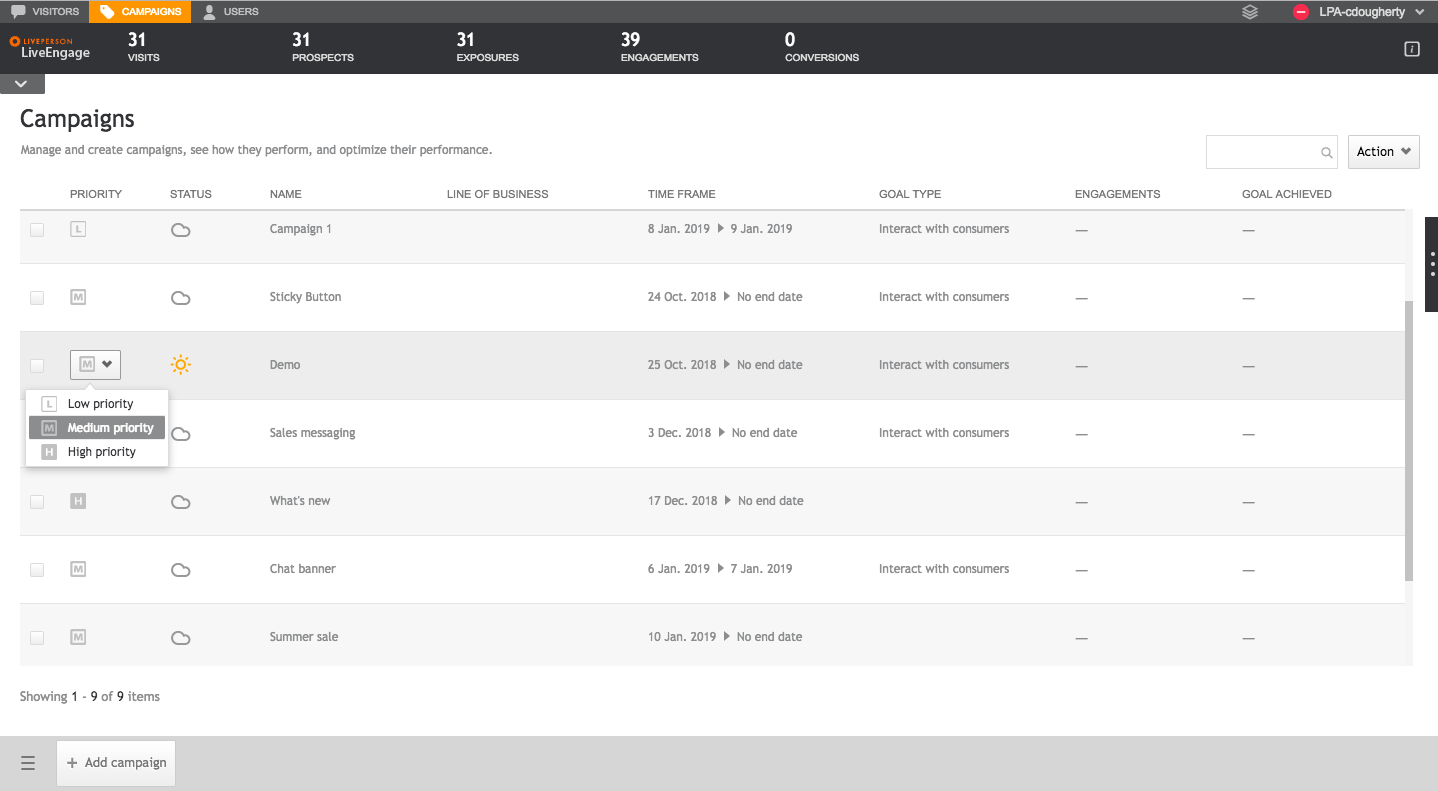 VISITORS CAMPAIGNS USERS LPA-cdougherty
LIVEPERSON
LiveEngage
31 31 31 39 0
VISITS PROSPECTS EXPOSURES ENGAGEMENTS CONVERSIONS
Campaigns
Manage and create campaigns, see how they perform, and optimize their performance.
Action
PRIORITY STATUS NAME LINE OF BUSINESS TIME FRAME GOAL TYPE ENGAGEMENTS GOAL ACHIEVED
L Campaign 1 8 Jan. 2019 9 Jan. 2019 Interact with consumers — —
M Sticky Button 24 Oct. 2018 No end date Interact with consumers — —
M Demo 25 Oct. 2018 No end date Interact with consumers — —
L Low priority
M Medium priority
H High priority
Sales messaging 3 Dec. 2018 No end date Interact with consumers — —
H What's new 17 Dec. 2018 No end date — —
M Chat banner 6 Jan. 2019 7 Jan. 2019 Interact with consumers — —
M Summer sale 10 Jan. 2019 No end date — —
Showing 1 - 9 of 9 items
+ Add campaign